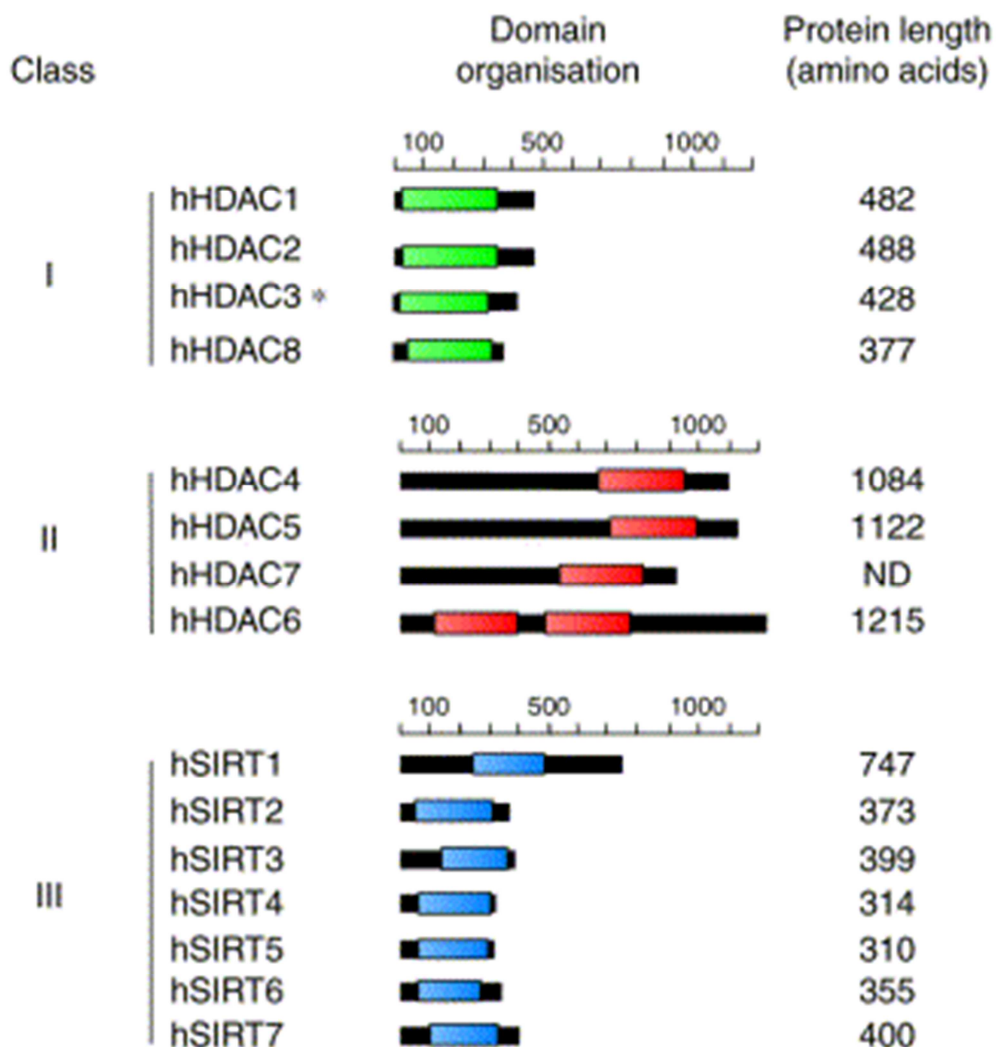 Class Domain organisation Protein length (amino acids)
100 500 1000
I
hHDAC1 482
hHDAC2 488
hHDAC3 * 428
hHDAC8 377
100 500 1000
II
hHDAC4 1084
hHDAC5 1122
hHDAC7 ND
hHDAC6 1215
100 500 1000
III
hSIRT1 747
hSIRT2 373
hSIRT3 399
hSIRT4 314
hSIRT5 310
hSIRT6 355
hSIRT7 400